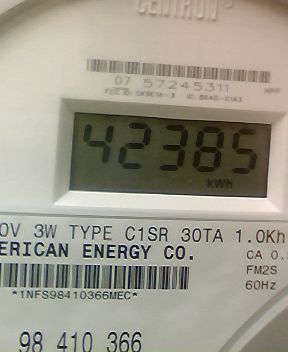 CENTRON®
07 57245311
42385
kWh
0V 3W TYPE C1SR 30TA 1.0Kh
ERICAN ENERGY CO.
CA 0.
FM2S
*1NFS98410366MEC*
60Hz
98 410 366